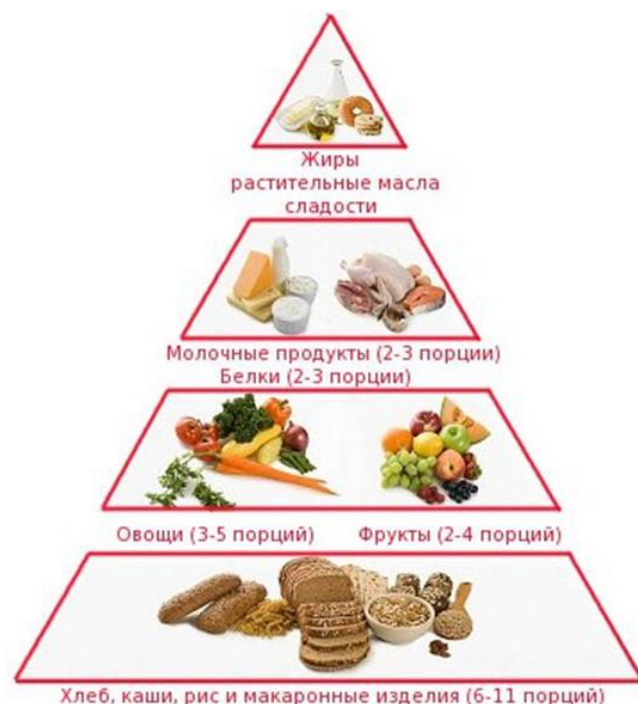 Жиры
растительные масла
сладости
Молочные продукты (2-3 порции)
Белки (2-3 порции)
Овощи (3-5 порций)
Фрукты (2-4 порций)
Хлеб, каши, рис и макаронные изделия (6-11 порций)